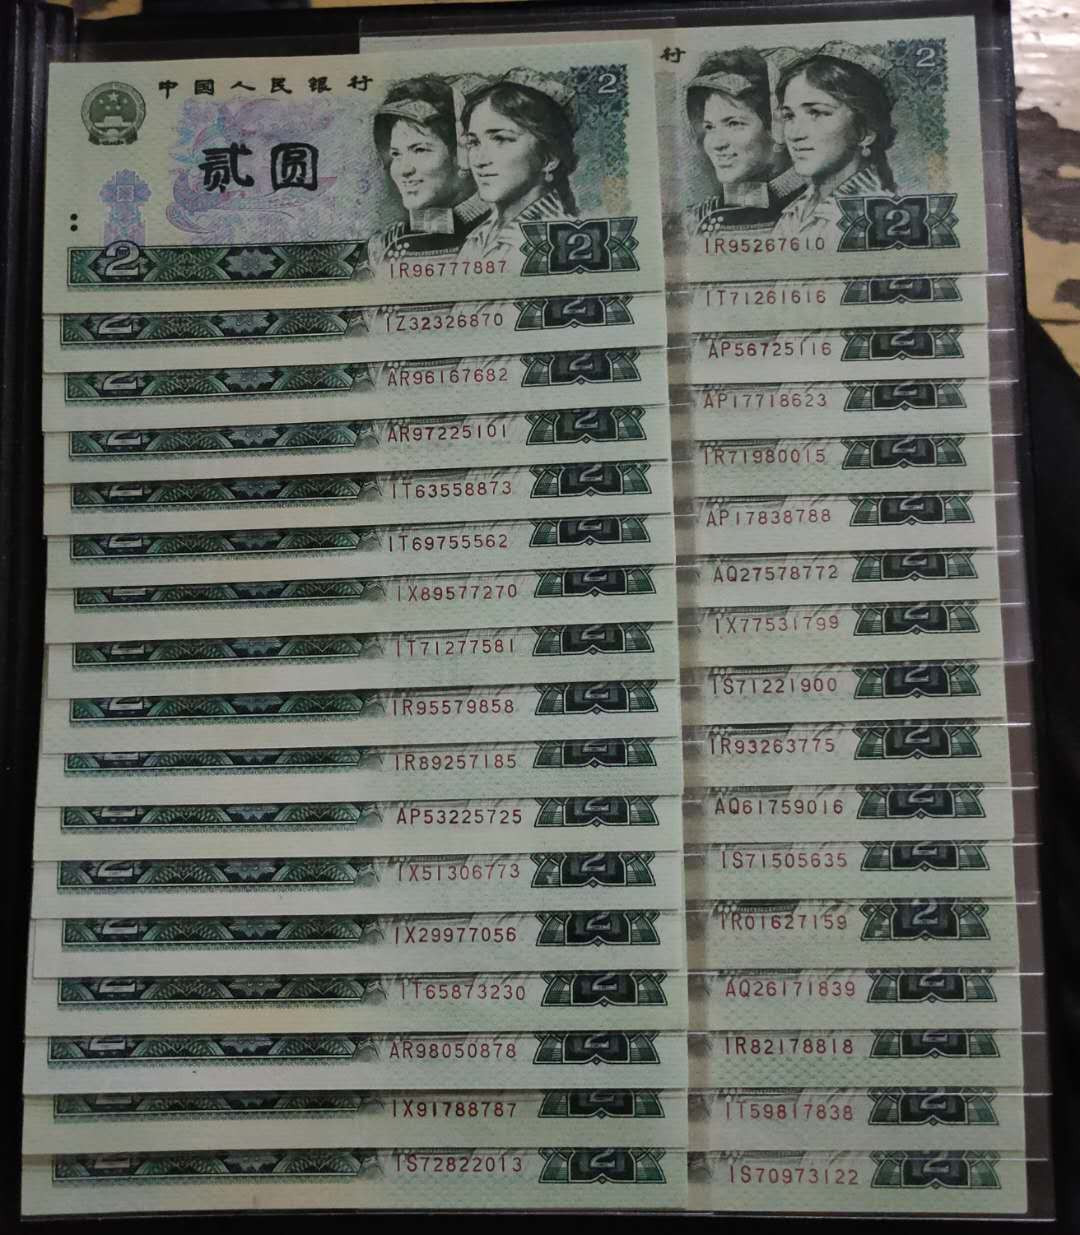 中国人民银行
2
贰圆
2
IR96777887
2
IZ32326870
AR96167682
AR97225101
IT63558873
IT69755562
IX89577270
IT71277581
IR95579858
IR89257185
AP53225725
IX51306773
IX29977056
IT65873230
AR98050878
IX91788787
IS72822013
行
2
IR95267610
2
IT71261616
AP56725116
AP17718623
IR71980015
AP17838788
AQ27578772
IX77531799
IS71221900
IR93263775
AQ61759016
IS71505635
IR01627159
AQ26171839
IR82178818
IT59817838
IS70973122